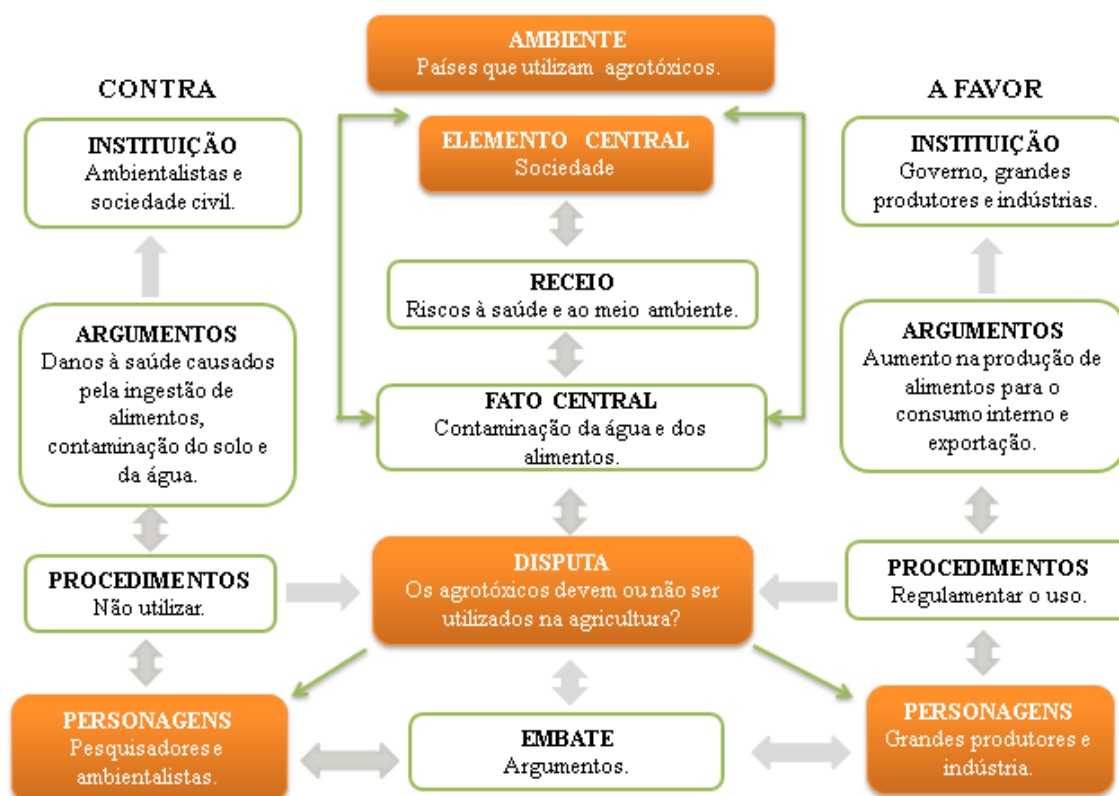 AMBIENTE
Países que utilizam agrotóxicos.
CONTRA
A FAVOR
INSTITUIÇÃO
Ambientalistas e
sociedade civil.
ELEMENTO CENTRAL
Sociedade
INSTITUIÇÃO
Governo, grandes
produtores e indústrias.
RECEIO
Riscos à saúde e ao meio ambiente.
ARGUMENTOS
Danos à saúde causados
pela ingestão de
alimentos,
contaminação do solo e
da água.
FATO CENTRAL
Contaminação da água e dos
alimentos.
ARGUMENTOS
Aumento na produção de
alimentos para o
consumo interno e
exportação.
PROCEDIMENTOS
Não utilizar.
DISPUTA
Os agrotóxicos devem ou não ser
utilizados na agricultura?
PROCEDIMENTOS
Regulamentar o uso.
PERSONAGENS
Pesquisadores e
ambientalistas.
EMBATE
Argumentos.
PERSONAGENS
Grandes produtores e
indústria.